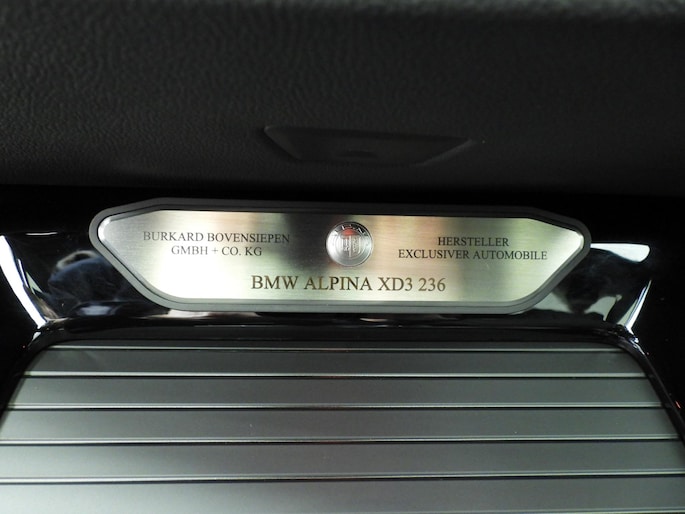 BURKARD BOVENSIEPEN
GMBH + CO. KG
HERSTELLER
EXCLUSIVER AUTOMOBILE
BMW ALPINA XD3 236